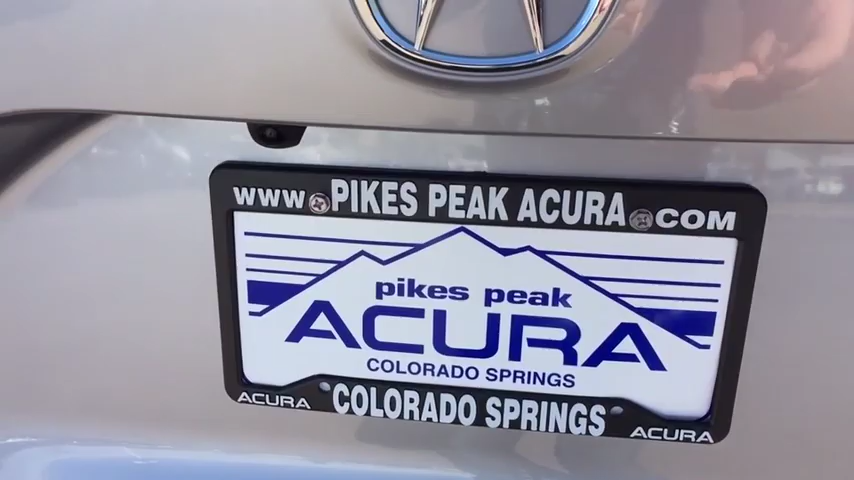 WWW.PIKES PEAK ACURA.COM
pikes peak
ACURA
COLORADO SPRINGS
ACURA COLORADO SPRINGS ACURA